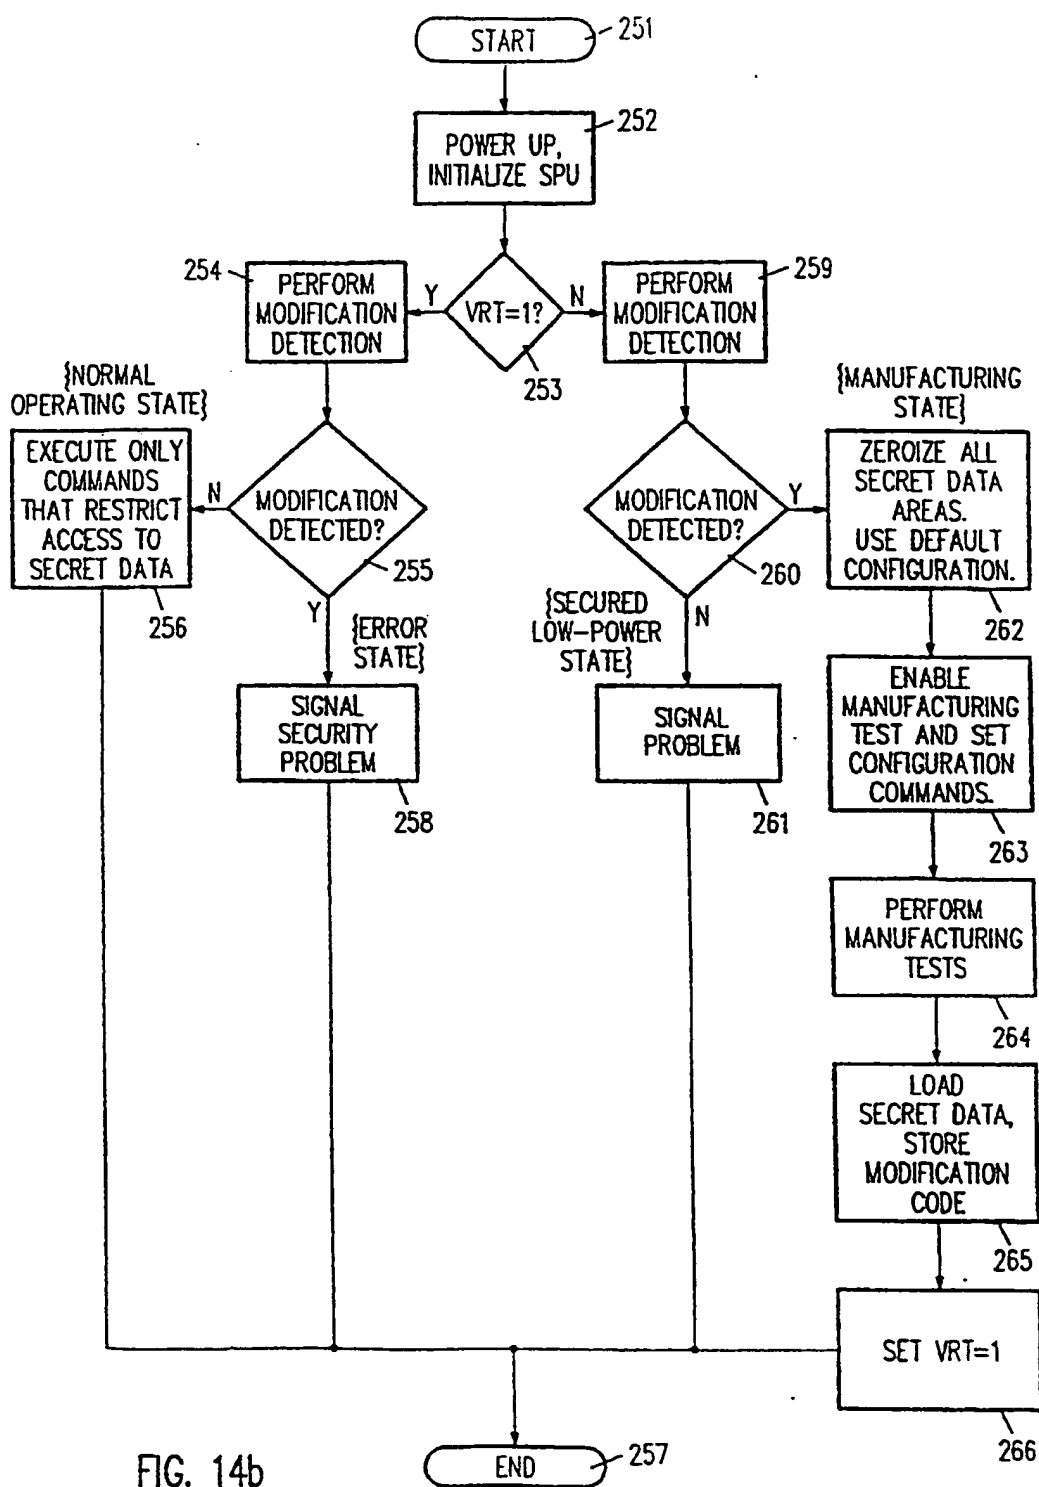 START
251
POWER UP,
INITIALIZE SPU
252
254
PERFORM
MODIFICATION
DETECTION
Y
VRT=1?
253
N
PERFORM
MODIFICATION
DETECTION
259
{NORMAL
OPERATING STATE}
EXECUTE ONLY
COMMANDS
THAT RESTRICT
ACCESS TO
SECRET DATA
256
N
MODIFICATION
DETECTED?
255
Y
{ERROR
STATE}
SIGNAL
SECURITY
PROBLEM
258
MODIFICATION
DETECTED?
260
Y
N
{SECURED
LOW-POWER
STATE}
SIGNAL
PROBLEM
261
{MANUFACTURING
STATE}
ZEROIZE ALL
SECRET DATA
AREAS.
USE DEFAULT
CONFIGURATION.
262
ENABLE
MANUFACTURING
TEST AND SET
CONFIGURATION
COMMANDS.
263
PERFORM
MANUFACTURING
TESTS
264
LOAD
SECRET DATA,
STORE
MODIFICATION
CODE
265
SET VRT=1
266
END
257
FIG. 14b